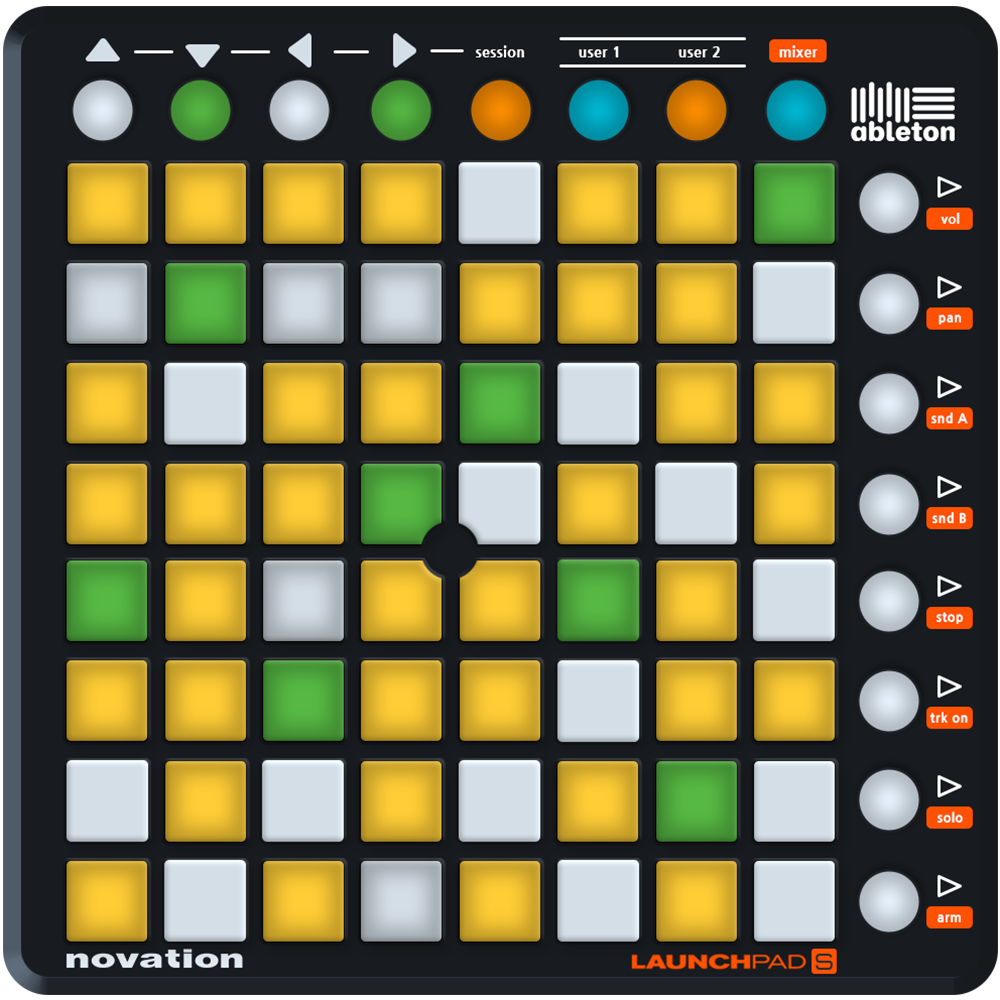 session
user 1
user 2
mixer
ableton
vol
pan
snd A
snd B
stop
trk on
solo
arm
novation
LAUNCHPAD S